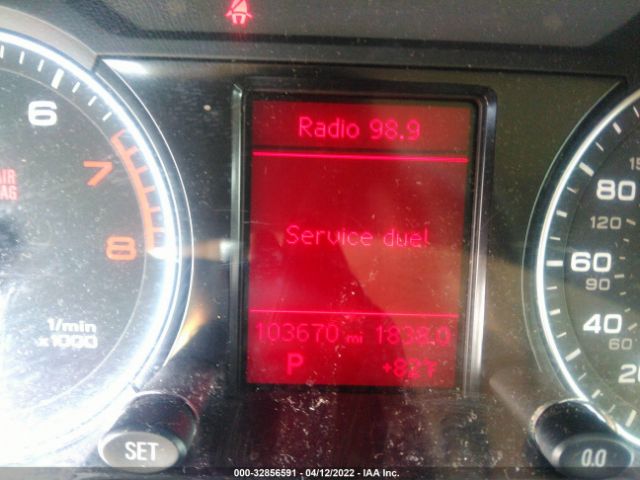 Radio 98.9
Service due!
103670 mi 1838.0
P +82°F
6
7
8
AIR
BAG
1/min
x1000
SET
15
80
120
60
90
40
60
20
0.0
000-32856591 - 04/12/2022 - IAA Inc.